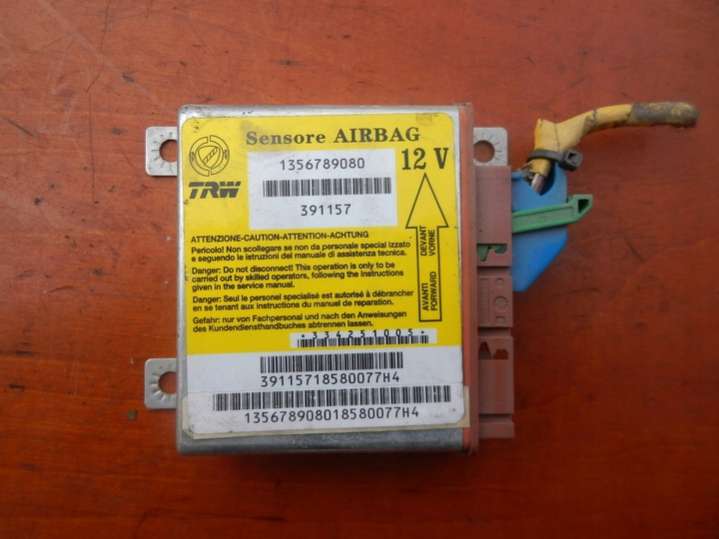 Sensore AIRBAG
1356789080
12 V
TRW
391157
ATTENZIONE-CAUTION-ATTENTION-ACHTUNG
Pericolo! Non scollegare se non da personale special izzato
e seguendo le istruzioni del manuale di assistenza tecnica.
Danger: Do not disconnect! This operation is only to be
carried out by skilled operators, following the instructions
given in the service manual.
Danger: Seul le personel specialisé est autorisé à débrancher
en se tenant aux instructions du manuel de reparation.
Gefahr: nur von Fachpersonal und nach den Anweisungen
des Kundendiensthandbuches abtrennen lassen.
AVANTI DEVANT
FORWARD VORNE
*334251005*
39115718580077H4
135678908018580077H4